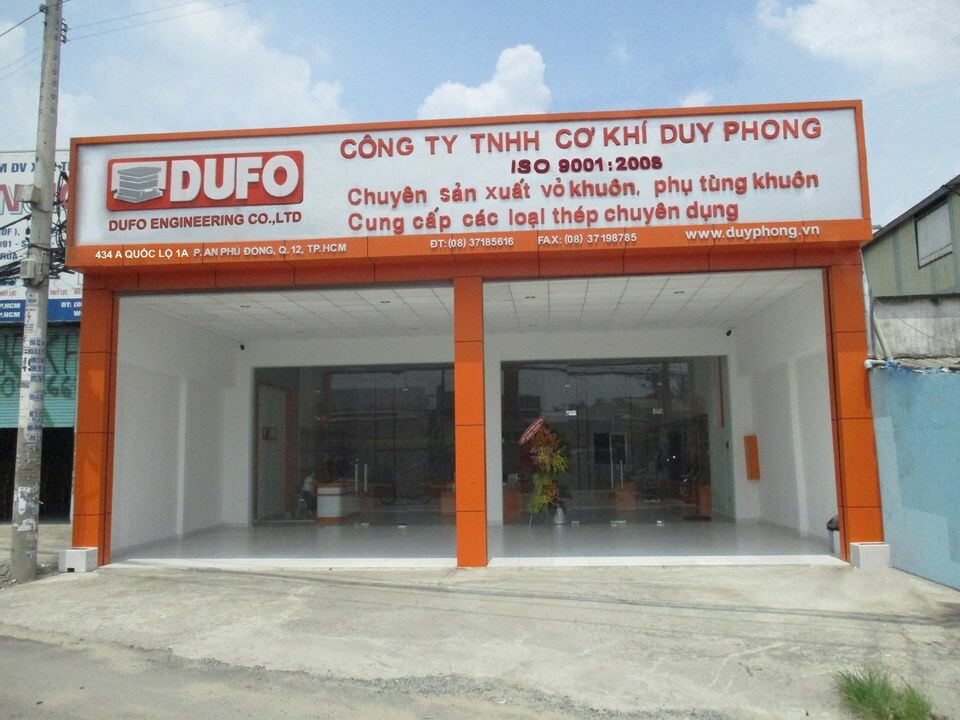 DUFO
DUFO ENGINEERING CO.,LTD
CÔNG TY TNHH CƠ KHÍ DUY PHONG
ISO 9001:2008
Chuyên sản xuất vỏ khuôn, phụ tùng khuôn
Cung cấp các loại thép chuyên dụng
434 A QUỐC LỘ 1A P. AN PHÚ ĐÔNG, Q. 12, TP.HCM
ĐT: (08) 37185616 FAX: (08) 37198785 www.duyphong.vn